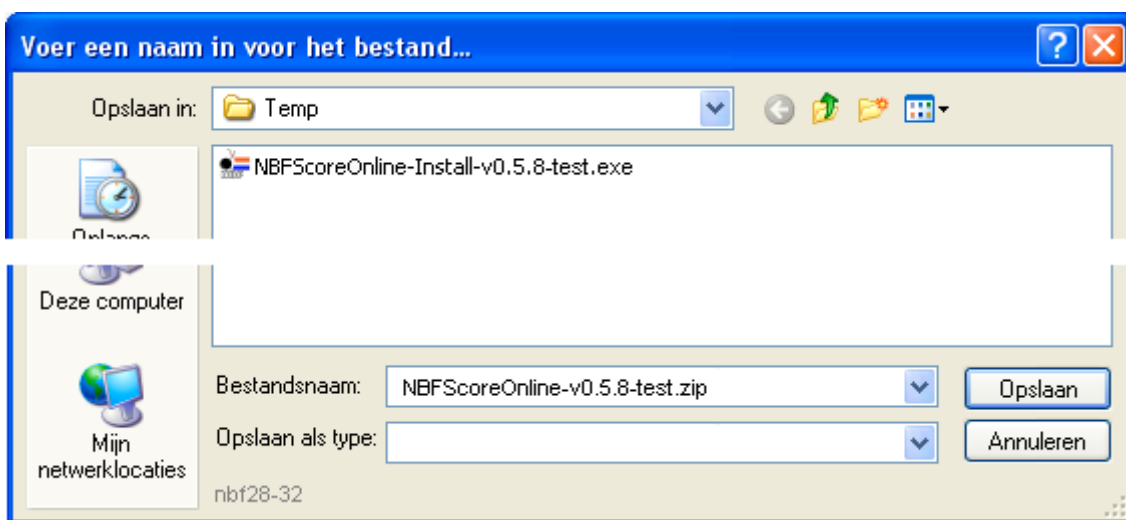 Voer een naam in voor het bestand...
Opslaan in: Temp
NBFScoreOnline-Install-v0.5.8-test.exe
Deze computer
Mijn
netwerklocaties
Bestandsnaam: NBFScoreOnline-v0.5.8-test.zip
Opslaan
Opslaan als type:
Annuleren
nbf28-32